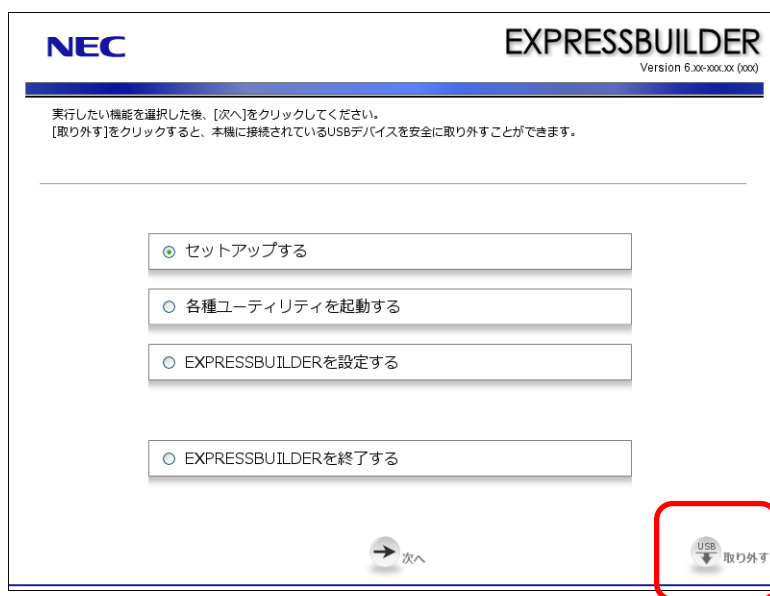 NEC
EXPRESSBUILDER
Version 6.xx-xxx.xx (xxx)
実行したい機能を選択した後、[次へ]をクリックしてください。
[取り外す]をクリックすると、本機に接続されているUSBデバイスを安全に取り外すことができます。
セットアップする
各種ユーティリティを起動する
EXPRESSBUILDERを設定する
EXPRESSBUILDERを終了する
次へ
USB
取り外す